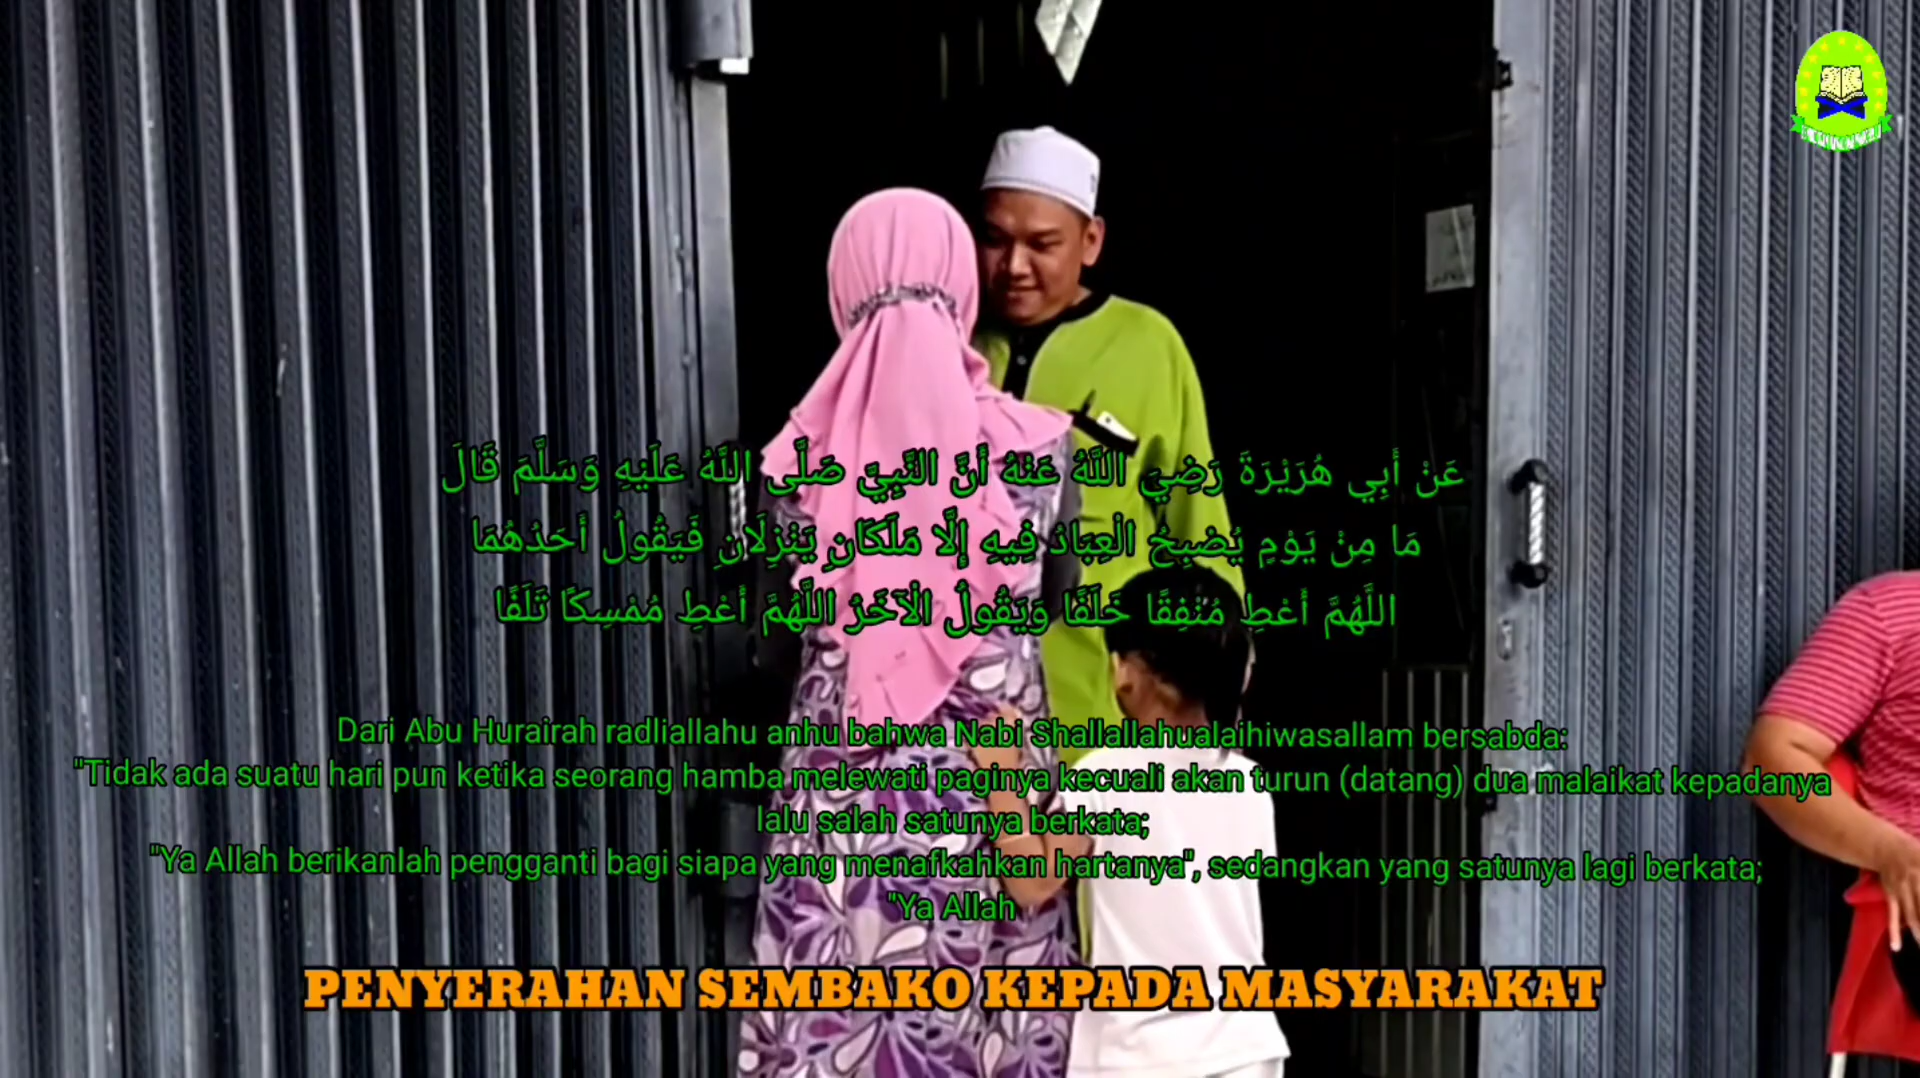 عَنْ أَبِي هُرَيْرَةَ رَضِيَ اللَّهُ عَنْهُ أَنَّ النَّبِيَّ صَلَّى اللَّهُ عَلَيْهِ وَسَلَّمَ قَالَ
مَا مِنْ يَوْمٍ يُصْبِحُ الْعِبَادُ فِيهِ إِلَّا مَلَكَانِ يَنْزِلَانِ فَيَقُولُ أَحَدُهُمَا
اللَّهُمَّ أَعْطِ مُنْفِقًا خَلَفًا وَيَقُولُ الْآخَرُ اللَّهُمَّ أَعْطِ مُمْسِكًا تَلَفًا
Dari Abu Hurairah radliallahu anhu bahwa Nabi Shallallahualaihiwasallam bersabda:
"Tidak ada suatu hari pun ketika seorang hamba melewati paginya kecuali akan turun (datang) dua malaikat kepadanya
lalu salah satunya berkata;
"Ya Allah berikanlah pengganti bagi siapa yang menafkahkan hartanya", sedangkan yang satunya lagi berkata;
"Ya Allah
PENYERAHAN SEMBAKO KEPADA MASYARAKAT